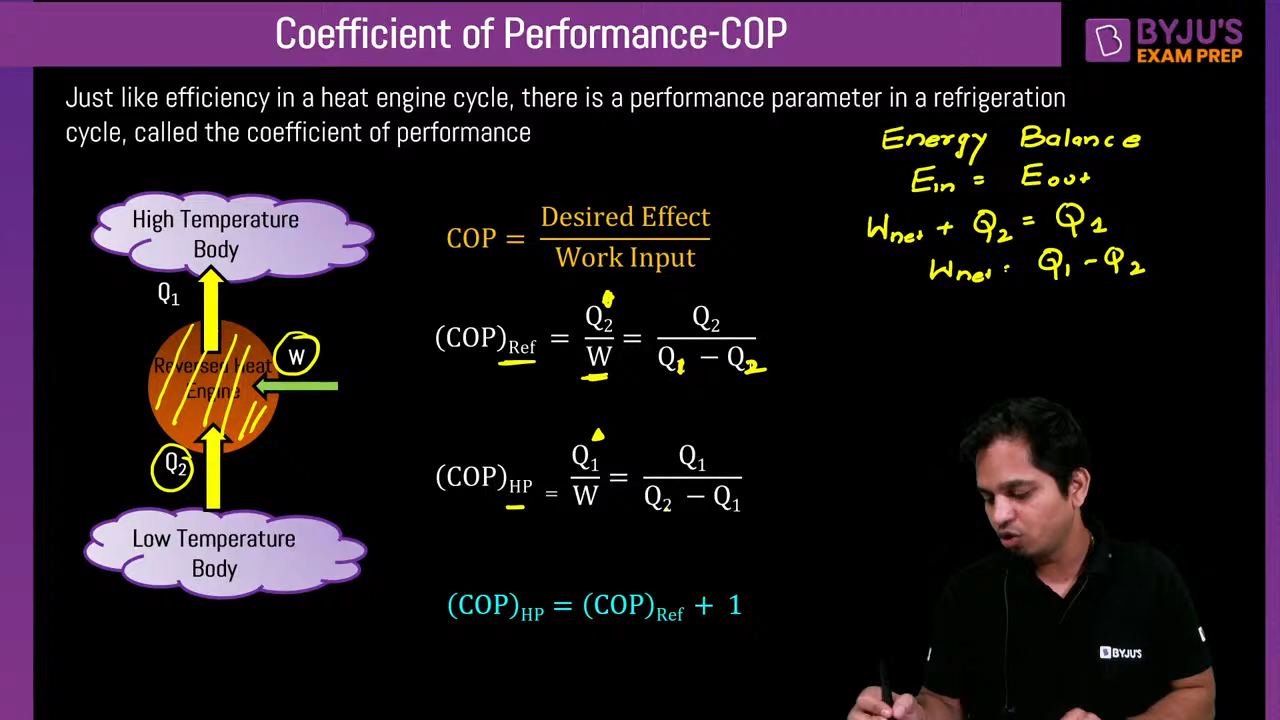 Coefficient of Performance-COP
BYJU'S
EXAM PREP
Just like efficiency in a heat engine cycle, there is a performance parameter in a refrigeration
cycle, called the coefficient of performance
Energy Balance
Ein = Eout
Wnet + Q2 = Q1
Wnet = Q1 - Q2
High Temperature
Body
Q1
W
Reversed Heat
Engine
Q2
Low Temperature
Body
COP = Desired Effect / Work Input
(COP)Ref = Q2 / W = Q2 / (Q1 − Q2)
(COP)HP = Q1 / W = Q1 / (Q2 − Q1)
(COP)HP = (COP)Ref + 1
BYJU'S